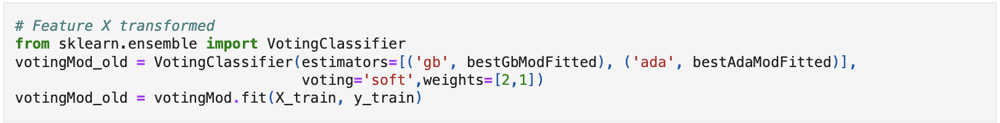 # Feature X transformed
from sklearn.ensemble import VotingClassifier
votingMod_old = VotingClassifier(estimators=[('gb', bestGbModFitted), ('ada', bestAdaModFitted)],
                                 voting='soft',weights=[2,1])
votingMod_old = votingMod.fit(X_train, y_train)